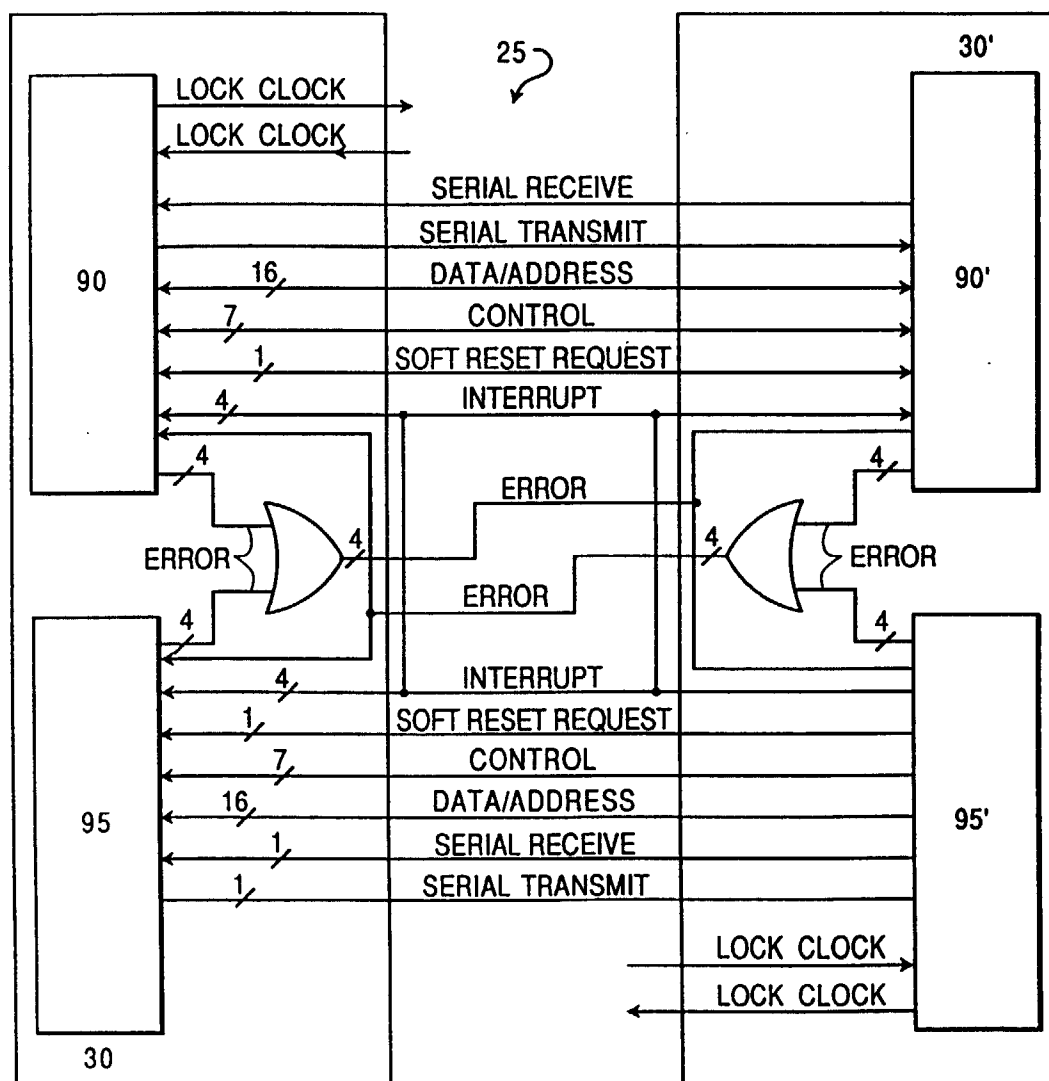 25
30'
LOCK CLOCK
LOCK CLOCK
SERIAL RECEIVE
SERIAL TRANSMIT
90
16
DATA/ADDRESS
90'
7
CONTROL
1
SOFT RESET REQUEST
4
INTERRUPT
4
4
ERROR
ERROR
4
4
ERROR
ERROR
4
4
4
INTERRUPT
1
SOFT RESET REQUEST
7
CONTROL
95
16
DATA/ADDRESS
95'
1
SERIAL RECEIVE
1
SERIAL TRANSMIT
LOCK CLOCK
LOCK CLOCK
30